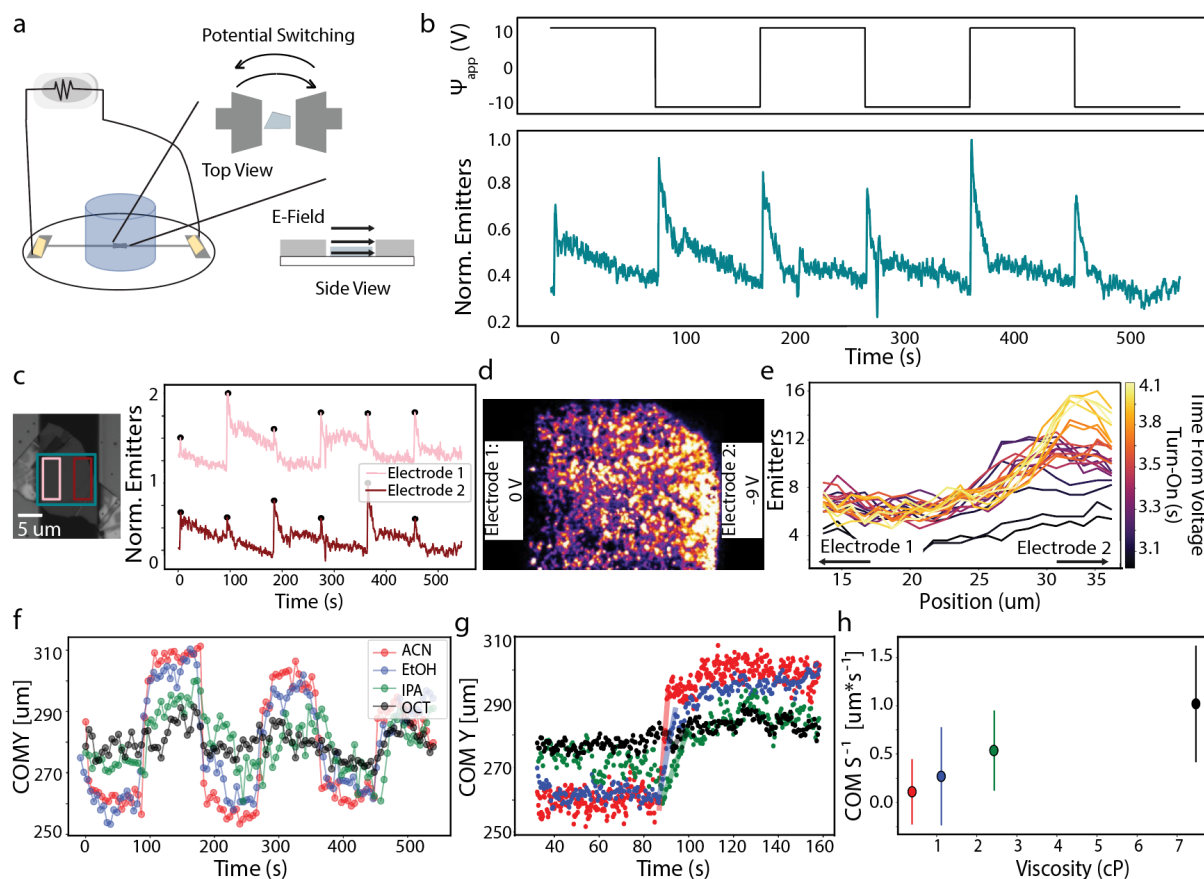 a
Potential Switching
Top View
E-Field
Side View
b
Ψapp (V)
10
0
-10
Norm. Emitters
1.0
0.8
0.6
0.4
0.2
0 100 200 300 400 500
Time (s)
c
5 um
Norm. Emitters
2
1
0
Electrode 1
Electrode 2
0 100 200 300 400 500
Time (s)
d
Electrode 1:
0 V
Electrode 2:
-9 V
e
Emitters
16
12
8
4
Electrode 1
Electrode 2
15 20 25 30 35
Position (um)
4.1
3.8
3.5
3.3
3.1
Time From Voltage
Turn-On (s)
f
COMY [um]
310
290
270
250
ACN
EtOH
IPA
OCT
0 100 200 300 400 500
Time (s)
g
COM Y [um]
310
290
270
250
40 60 80 100 120 140 160
Time (s)
h
COM S⁻¹ [um*s⁻¹]
1.5
1.0
0.5
0.0
1 2 3 4 5 6 7
Viscosity (cP)